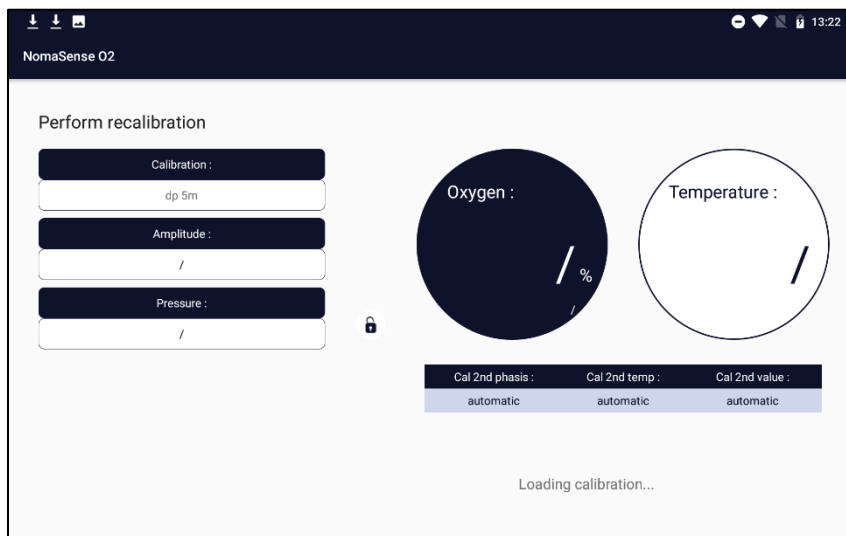 13:22
NomaSense O2
Perform recalibration
Calibration :
dp 5m
Amplitude :
/
Pressure :
/
Oxygen :
/ %
/
Temperature :
/
Cal 2nd phasis : Cal 2nd temp : Cal 2nd value :
automatic automatic automatic
Loading calibration...